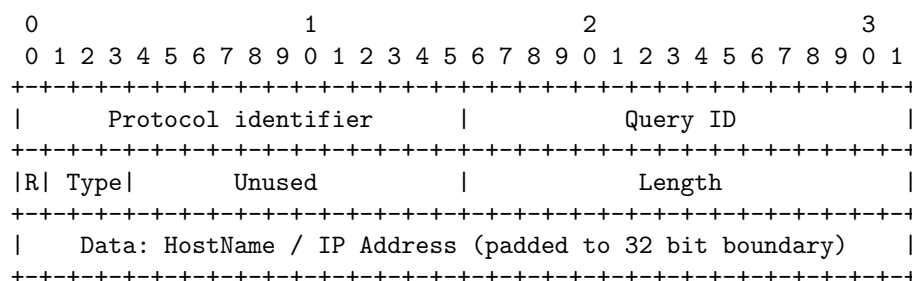 0                   1                   2                   3
0 1 2 3 4 5 6 7 8 9 0 1 2 3 4 5 6 7 8 9 0 1 2 3 4 5 6 7 8 9 0 1
+-+-+-+-+-+-+-+-+-+-+-+-+-+-+-+-+-+-+-+-+-+-+-+-+-+-+-+-+-+-+-+-+
|      Protocol identifier      |           Query ID            |
+-+-+-+-+-+-+-+-+-+-+-+-+-+-+-+-+-+-+-+-+-+-+-+-+-+-+-+-+-+-+-+-+
|R| Type|       Unused          |            Length             |
+-+-+-+-+-+-+-+-+-+-+-+-+-+-+-+-+-+-+-+-+-+-+-+-+-+-+-+-+-+-+-+-+
|    Data: HostName / IP Address (padded to 32 bit boundary)    |
+-+-+-+-+-+-+-+-+-+-+-+-+-+-+-+-+-+-+-+-+-+-+-+-+-+-+-+-+-+-+-+-+